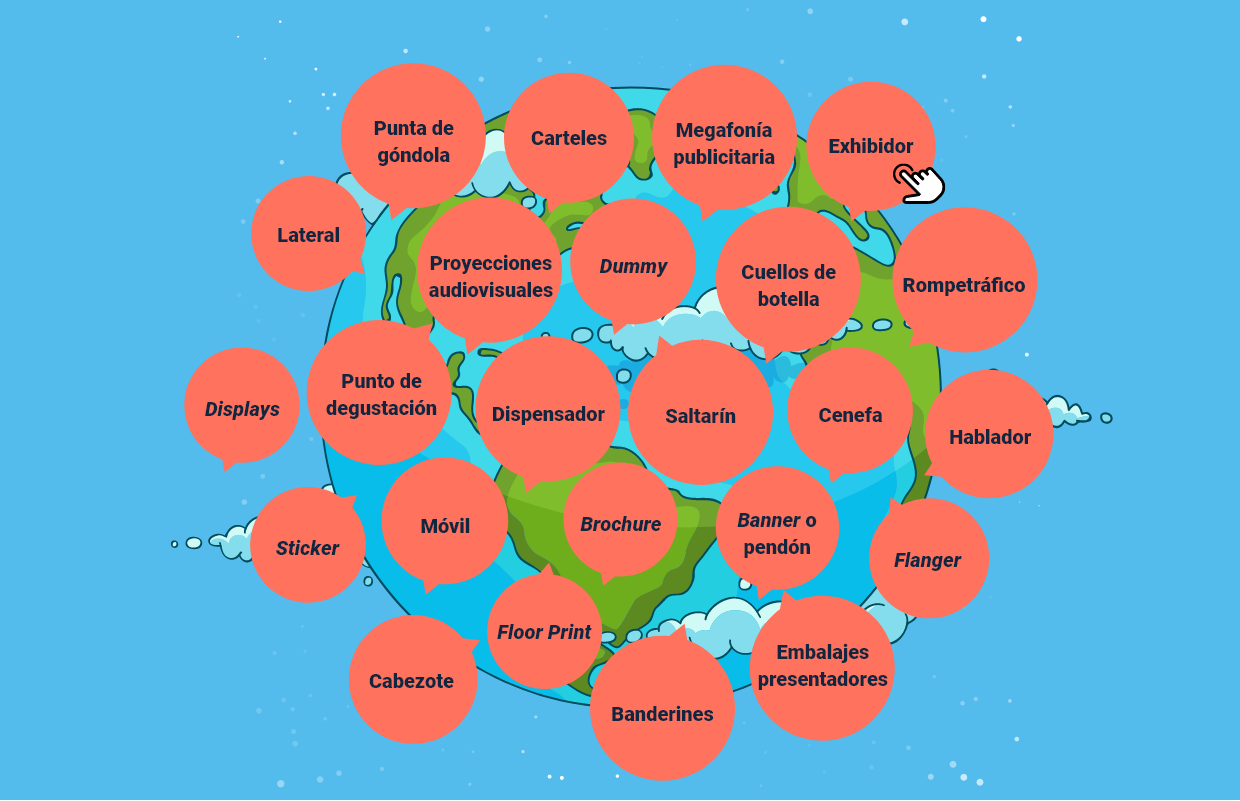 Punta de
góndola
Carteles
Megafonía
publicitaria
Exhibidor
Lateral
Proyecciones
audiovisuales
Dummy
Cuellos de
botella
Rompetráfico
Displays
Punto de
degustación
Dispensador
Saltarín
Cenefa
Hablador
Sticker
Móvil
Brochure
Banner o
pendón
Flanger
Cabezote
Floor Print
Banderines
Embalajes
presentadores